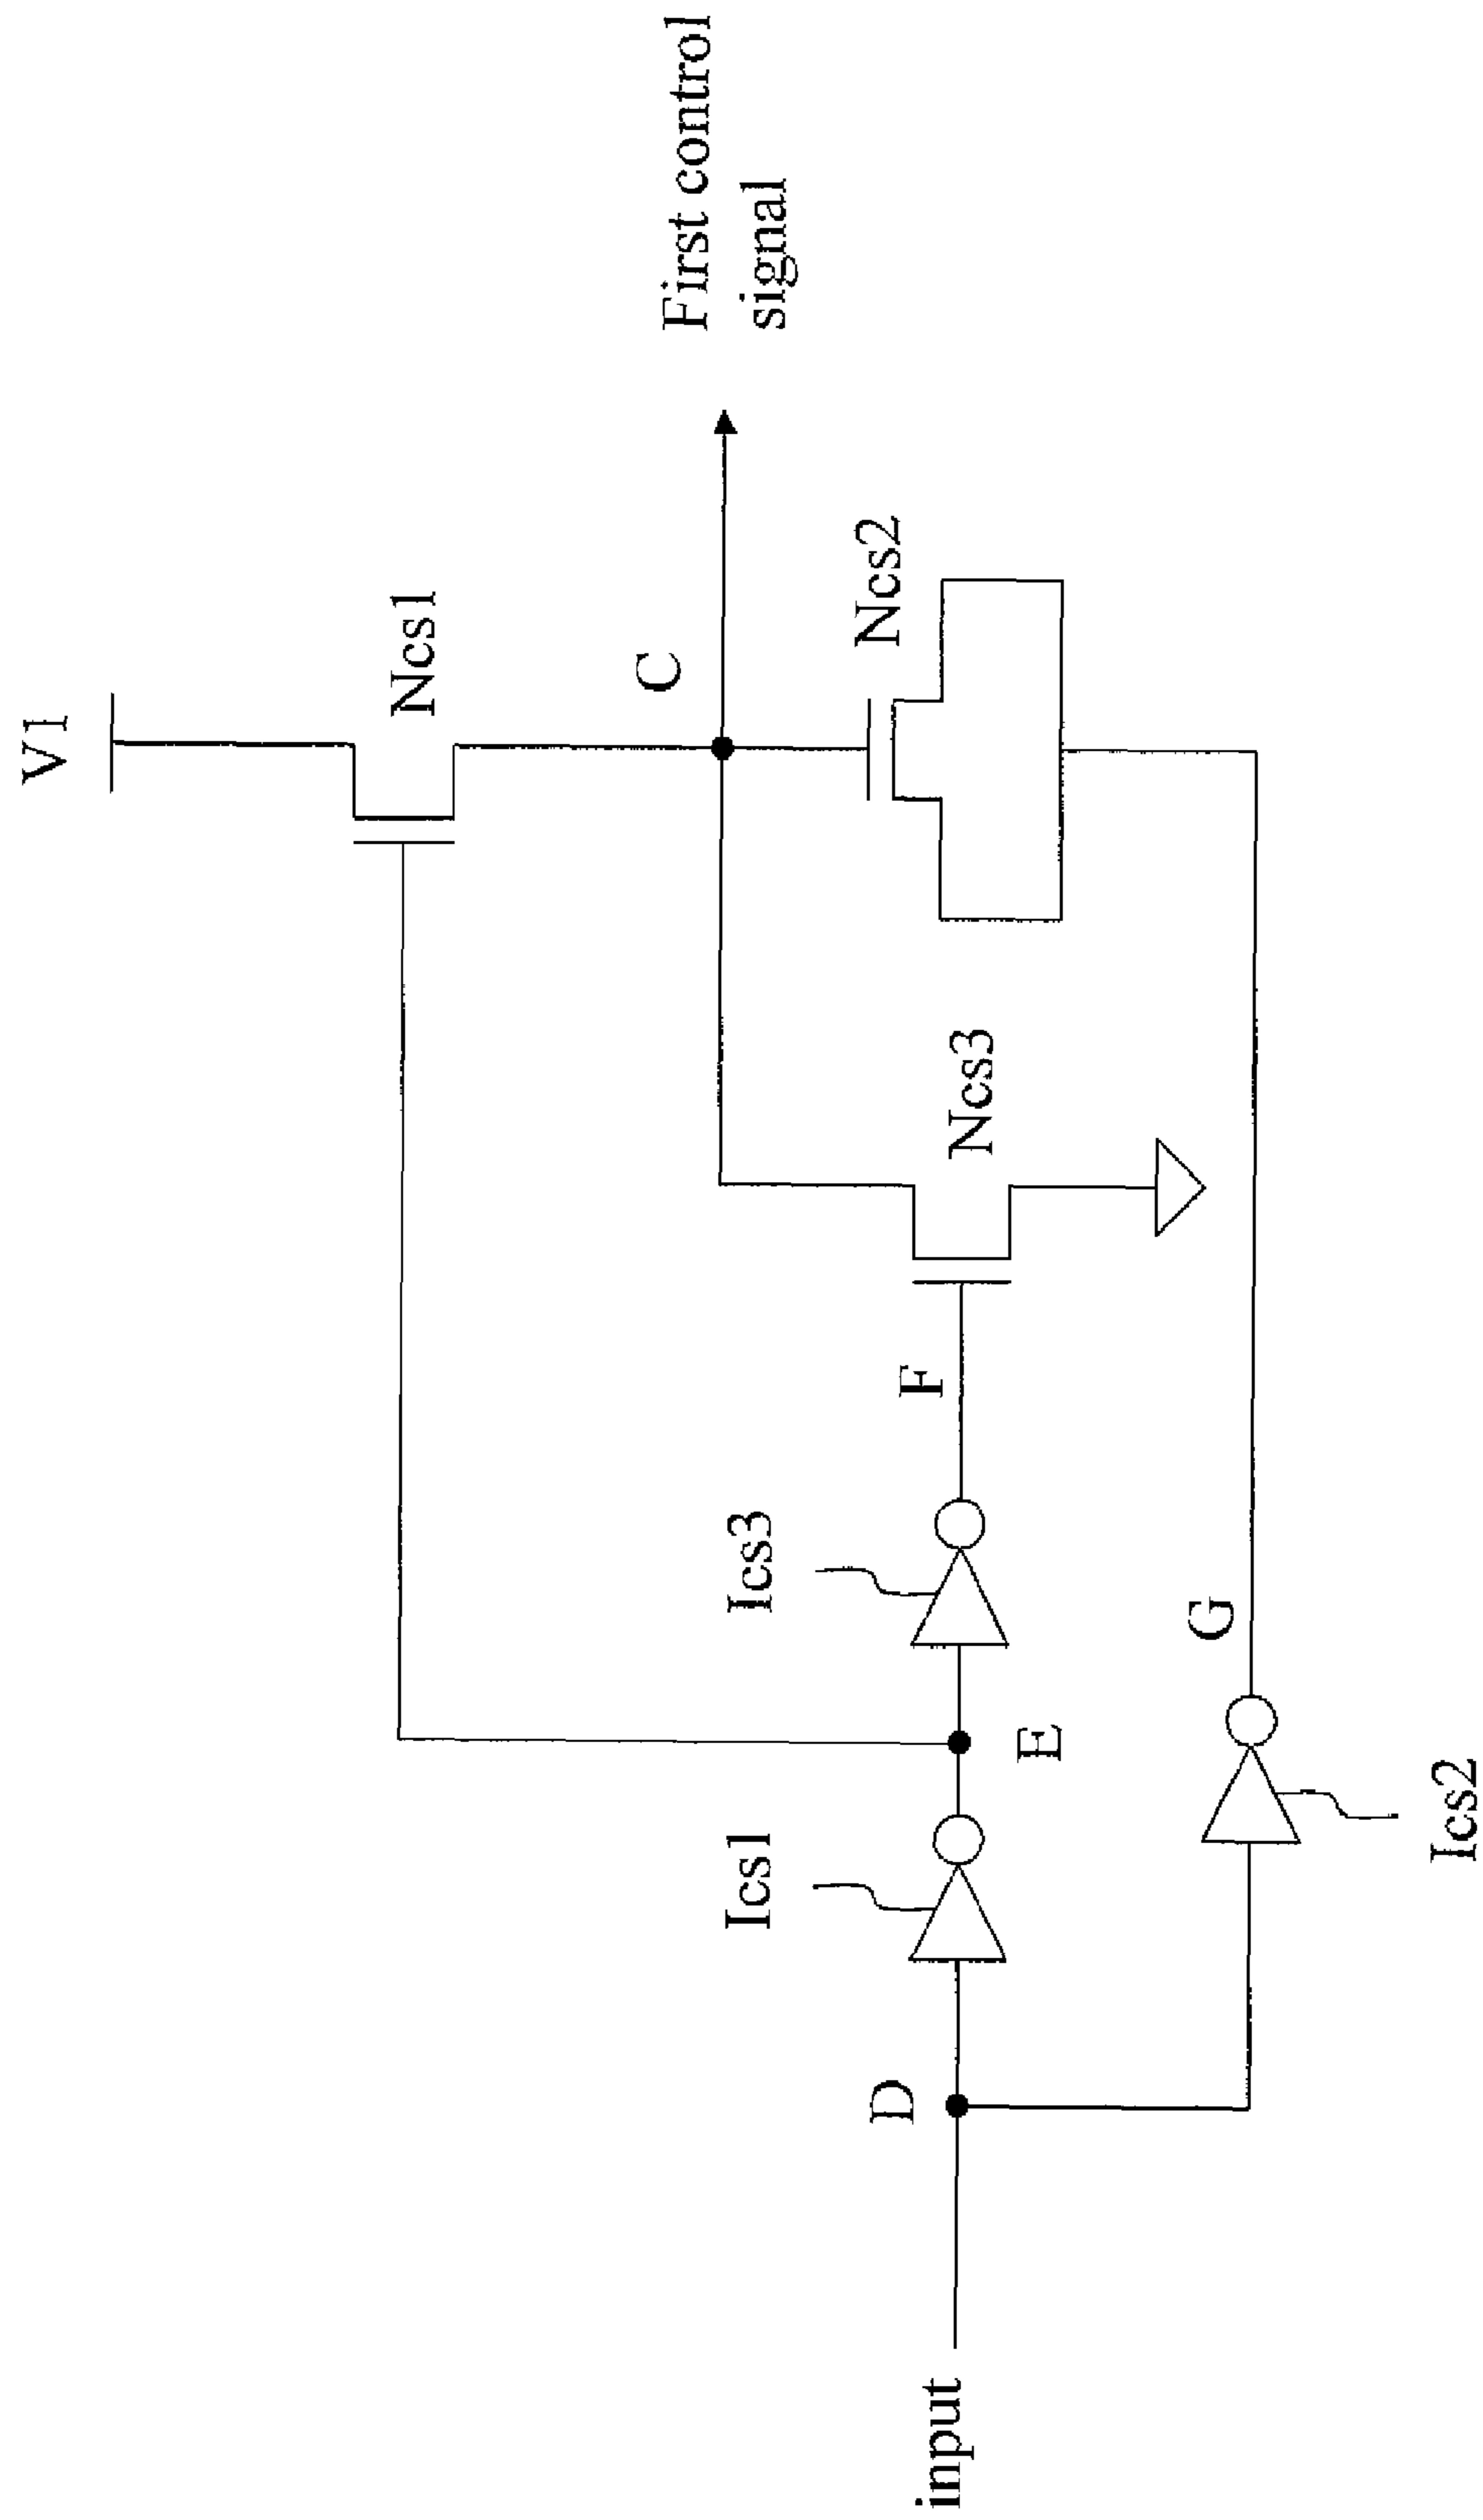 V1
Ncs1
First control
signal
C
Ncs2
Ncs3
F
Ics3
Ics1
E
G
D
input
Ics2